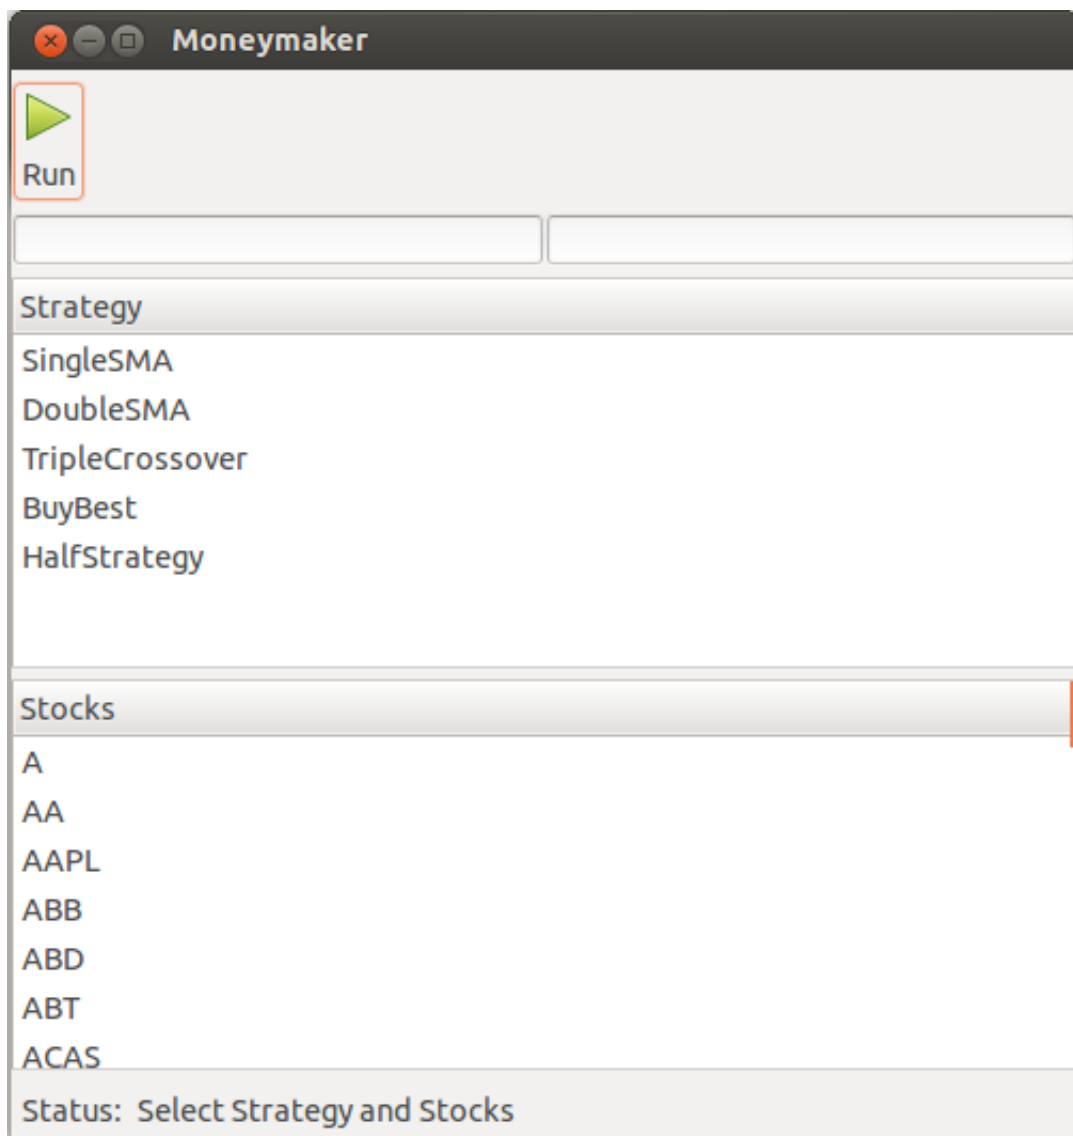 Moneymaker
Run
Strategy
SingleSMA
DoubleSMA
TripleCrossover
BuyBest
HalfStrategy
Stocks
A
AA
AAPL
ABB
ABD
ABT
ACAS
Status: Select Strategy and Stocks